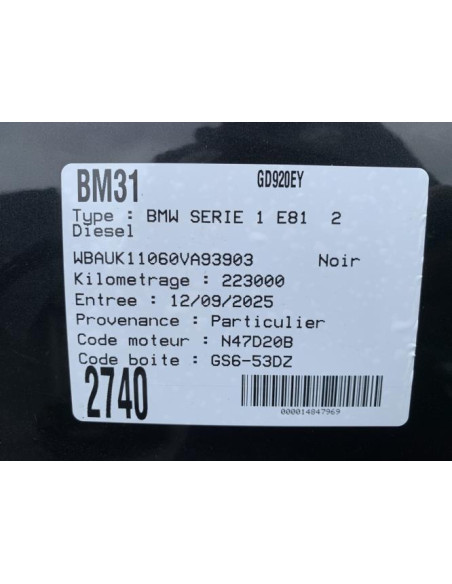 BM31 GD920EY
Type : BMW SERIE 1 E81 2
Diesel
WBAUK11060VA93903 Noir
Kilometrage : 223000
Entree : 12/09/2025
Provenance : Particulier
Code moteur : N47D20B
Code boite : GS6-53DZ
2740
000014847969